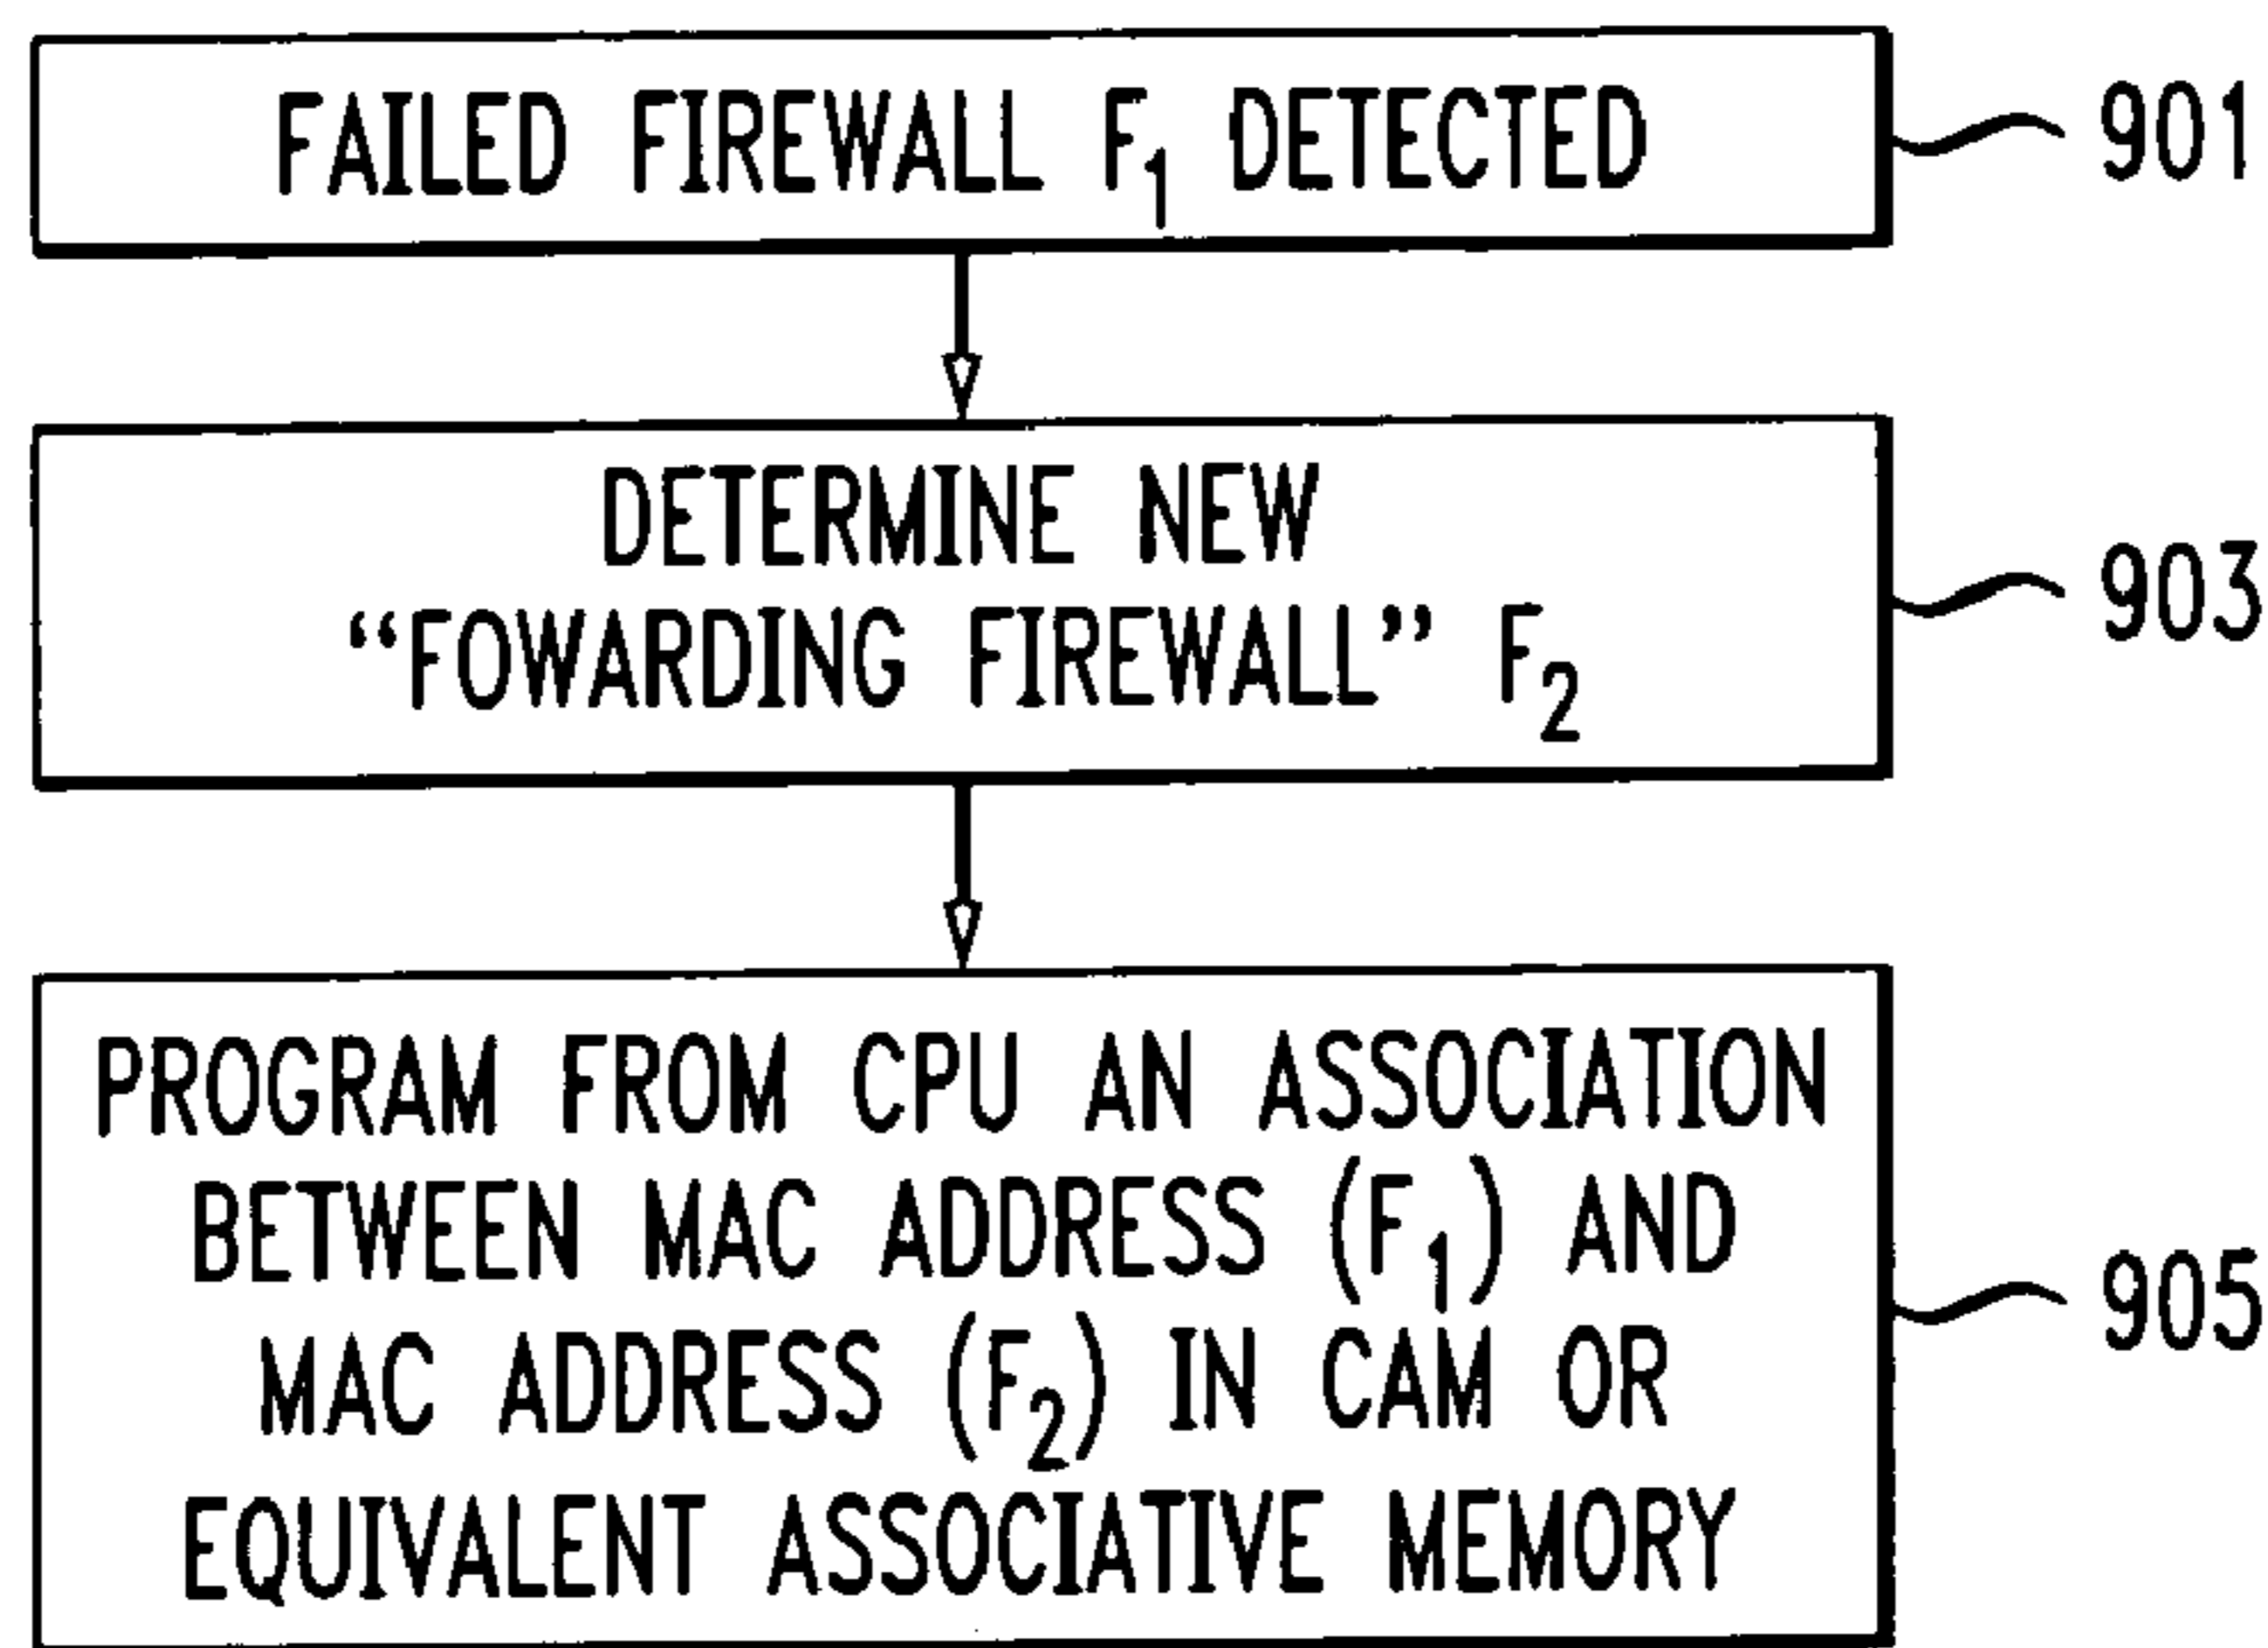 FAILED FIREWALL F₁ DETECTED
901
DETERMINE NEW
“FOWARDING FIREWALL” F₂
903
PROGRAM FROM CPU AN ASSOCIATION
BETWEEN MAC ADDRESS (F₁) AND
MAC ADDRESS (F₂) IN CAM OR
EQUIVALENT ASSOCIATIVE MEMORY
905